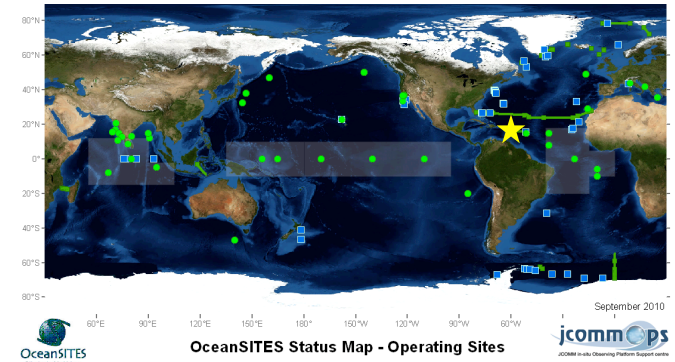 80°N
60°N
40°N
20°N
0°
20°S
40°S
60°S
80°S
September 2010
60°E 90°E 120°E 150°E 180°W 150°W 120°W 90°W 60°W 30°W 0°
OceanSITES
OceanSITES Status Map - Operating Sites
jcommops
JCOMM in-situ Observing Platform Support centre